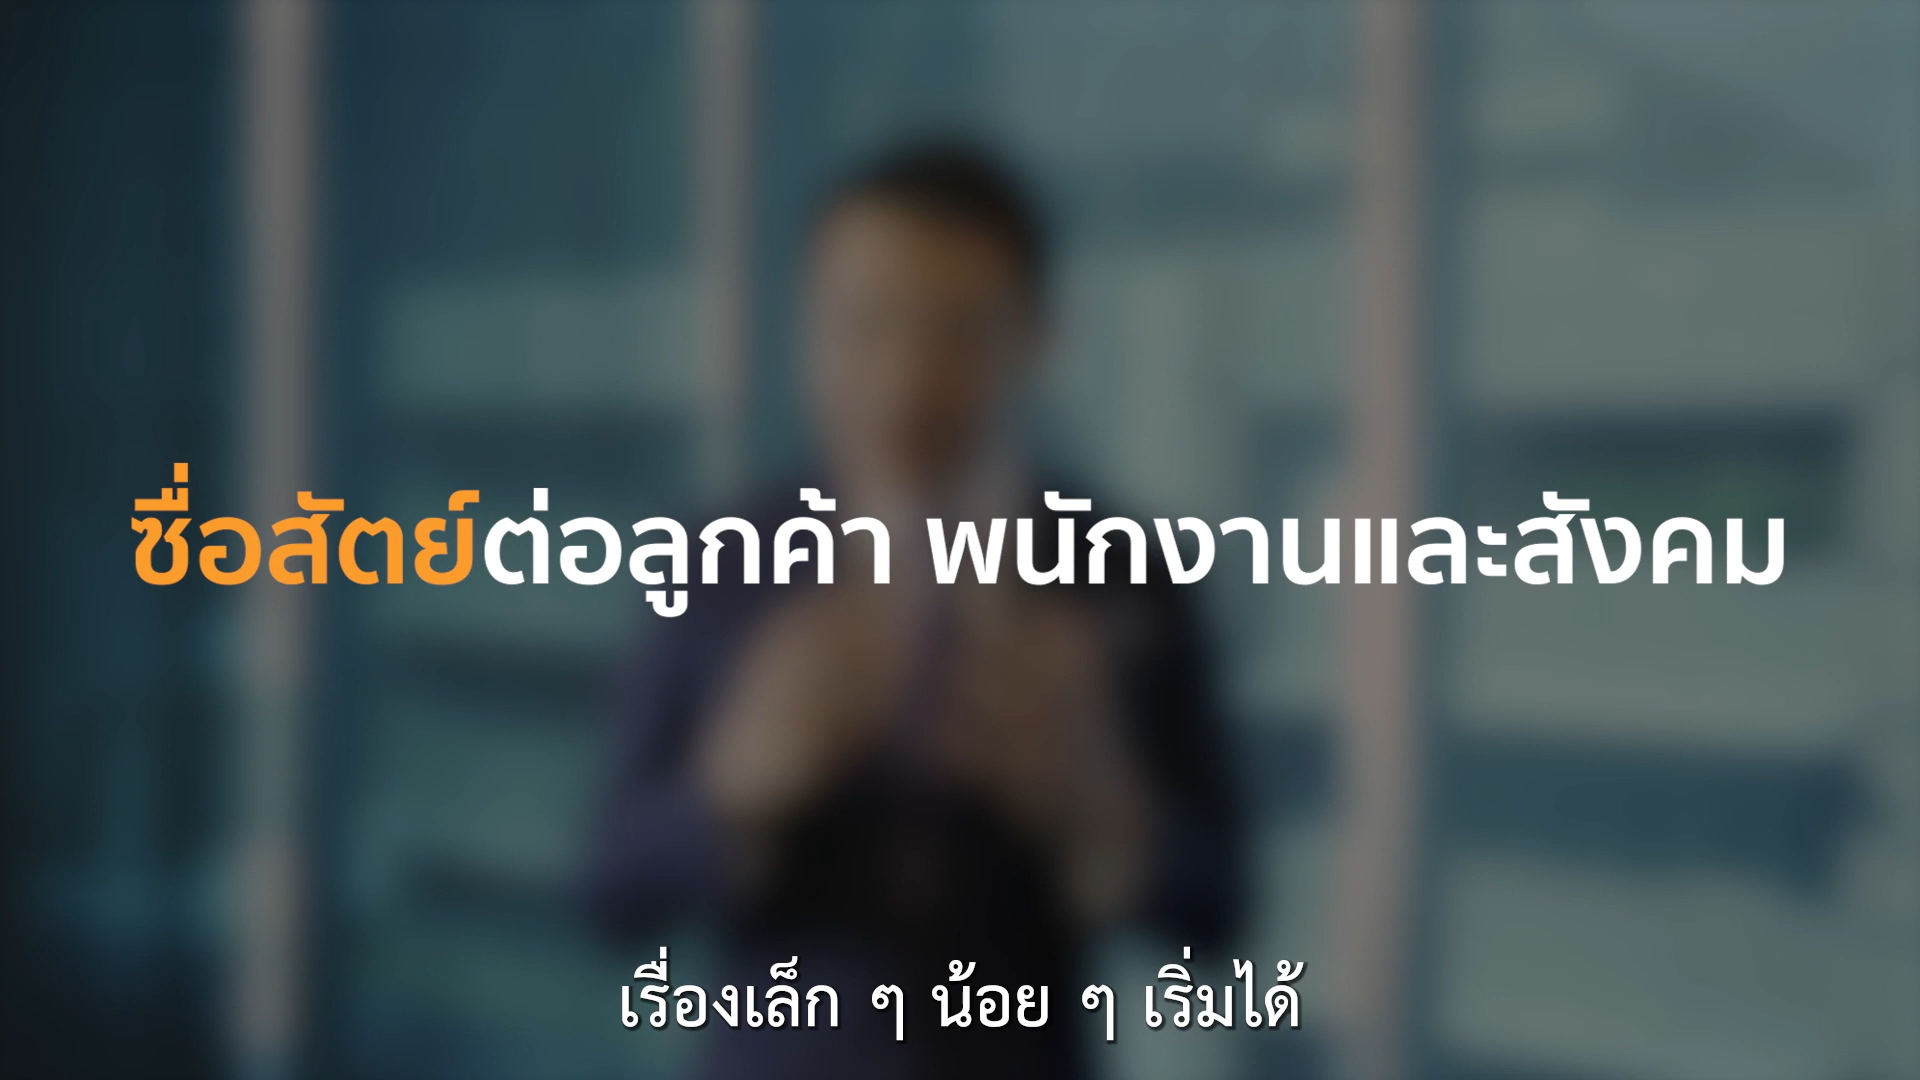 ซื่อสัตย์ต่อลูกค้า พนักงานและสังคม
เรื่องเล็ก ๆ น้อย ๆ เริ่มได้